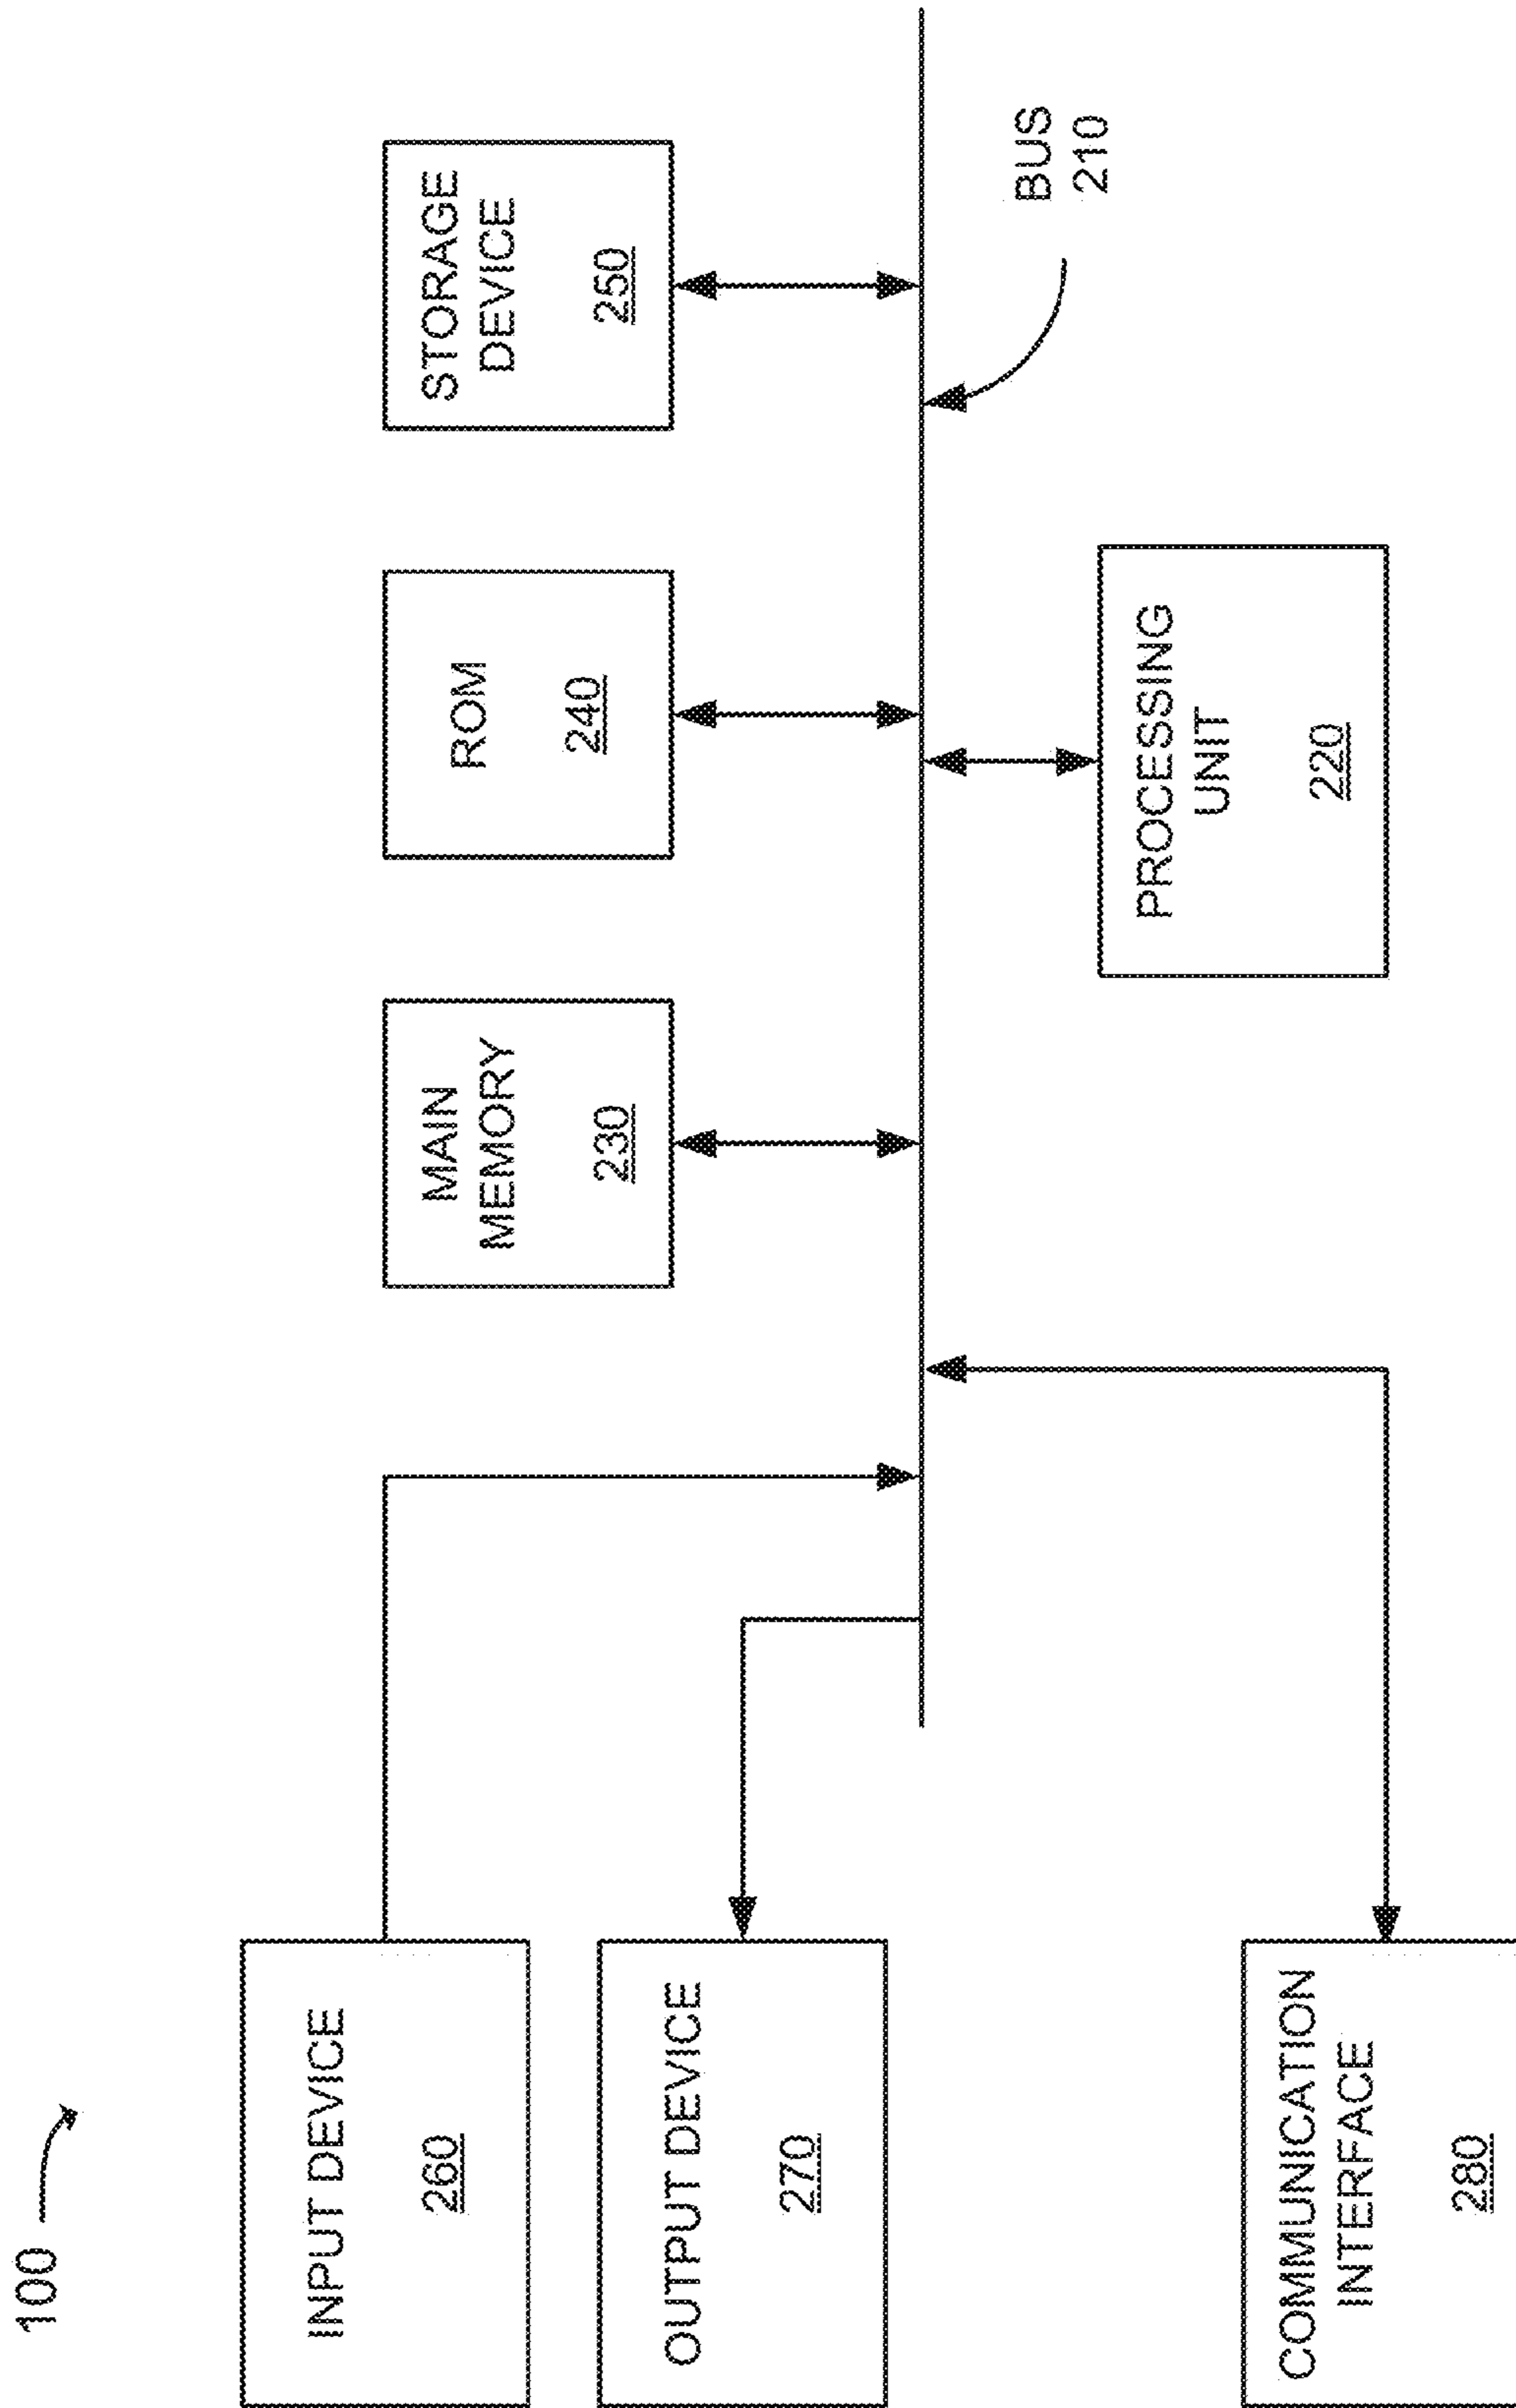 100
INPUT DEVICE
260
OUTPUT DEVICE
270
COMMUNICATION
INTERFACE
280
MAIN
MEMORY
230
ROM
240
STORAGE
DEVICE
250
PROCESSING
UNIT
220
BUS
210